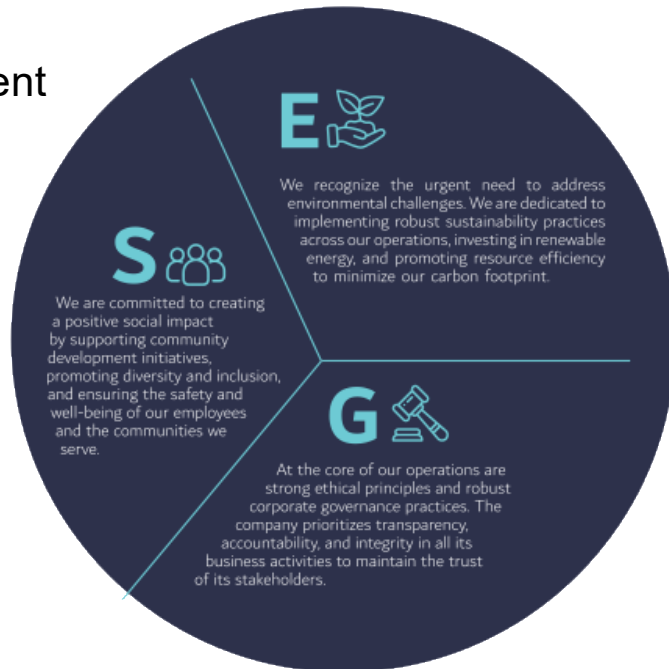 ent
E
We recognize the urgent need to address
environmental challenges. We are dedicated to
implementing robust sustainability practices
across our operations, investing in renewable
energy, and promoting resource efficiency
to minimize our carbon footprint.
S
We are committed to creating
a positive social impact
by supporting community
development initiatives,
promoting diversity and inclusion,
and ensuring the safety and
well-being of our employees
and the communities we
serve.
G
At the core of our operations are
strong ethical principles and robust
corporate governance practices. The
company prioritizes transparency,
accountability, and integrity in all its
business activities to maintain the trust
of its stakeholders.